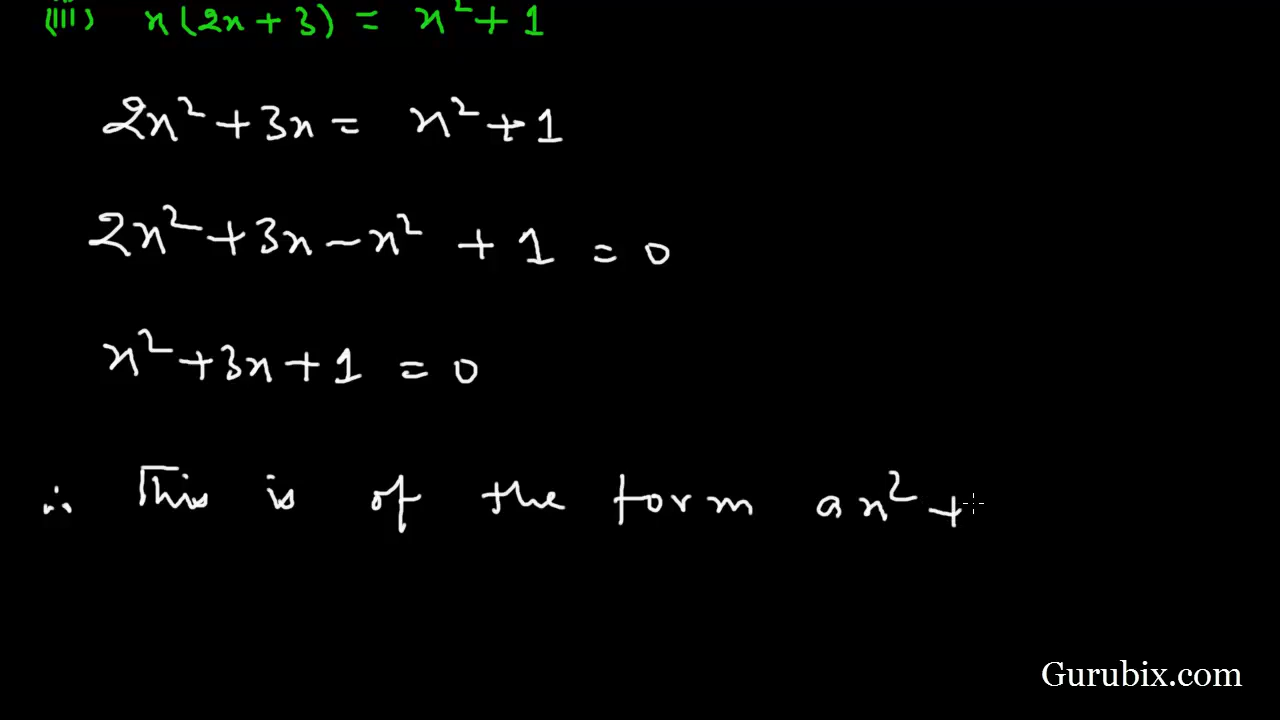 (iii) x(2x + 3) = x² + 1
2x² + 3x = x² + 1
2x² + 3x - x² + 1 = 0
x² + 3x + 1 = 0
∴ This is of the form ax² +
Gurubix.com